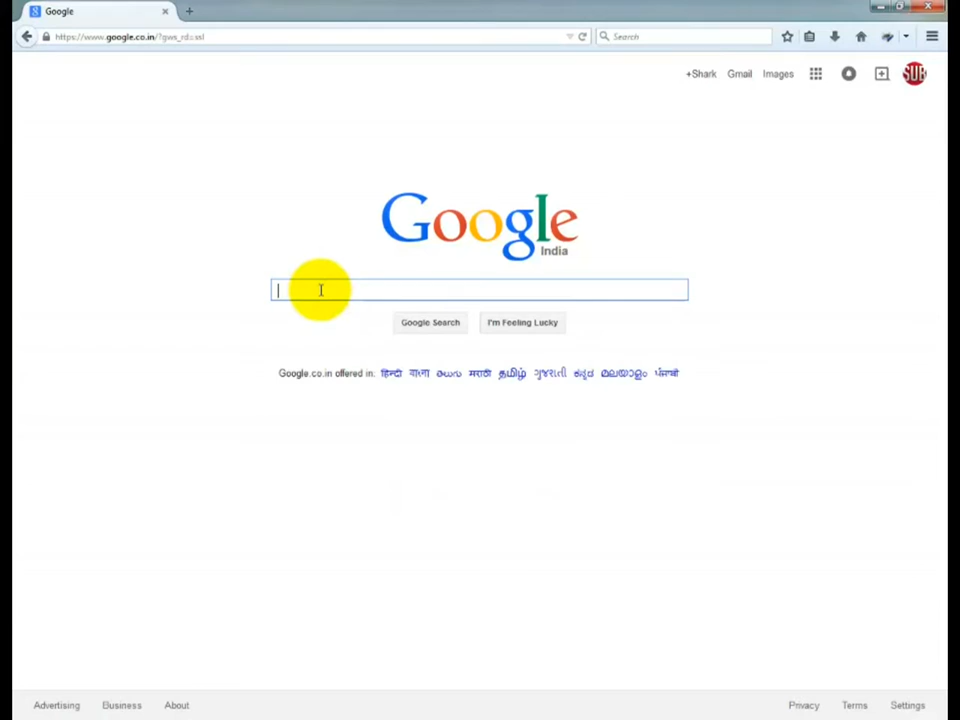 Google
https://www.google.co.in/?gws_rd=ssl
Search
+Shark Gmail Images
SUB
Google
India
Google Search I'm Feeling Lucky
Google.co.in offered in: हिन्दी বাংলা తెలుగు मराठी தமிழ் ગુજરાતી ಕನ್ನಡ മലയാളം ਪੰਜਾਬੀ
Advertising Business About Privacy Terms Settings